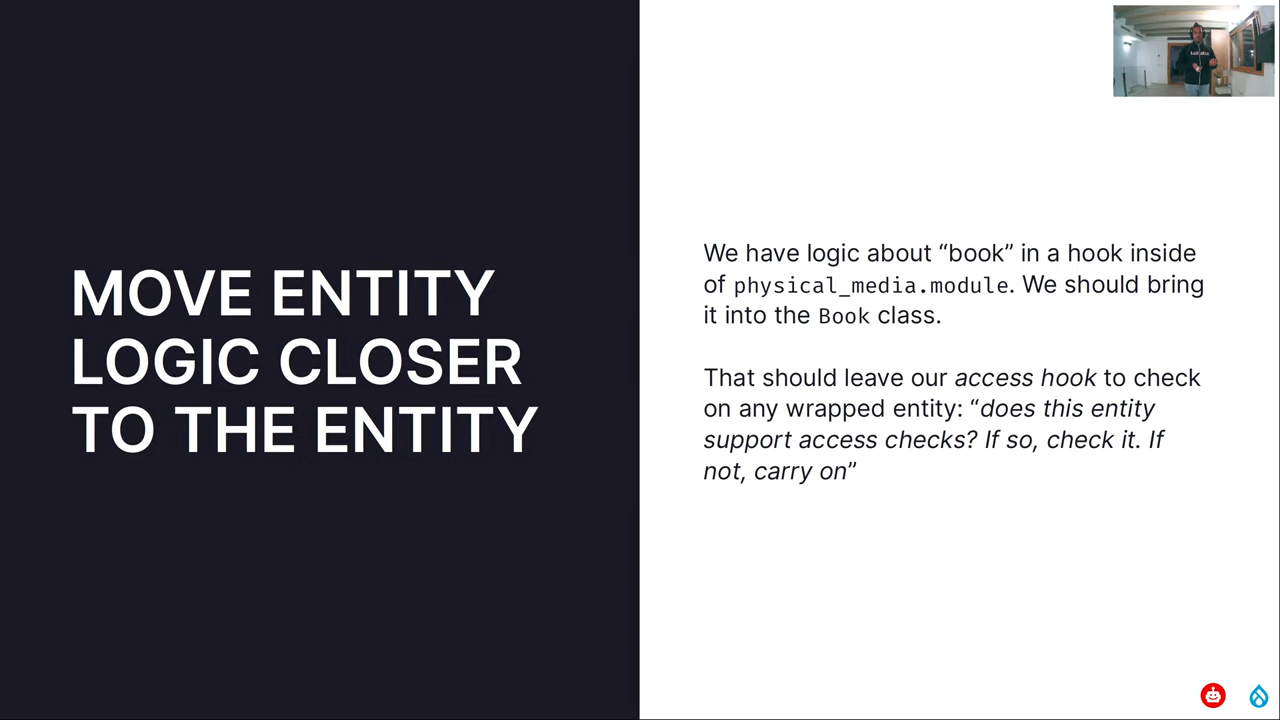 MOVE ENTITY
LOGIC CLOSER
TO THE ENTITY
We have logic about “book” in a hook inside
of physical_media.module. We should bring
it into the Book class.
That should leave our access hook to check
on any wrapped entity: “does this entity
support access checks? If so, check it. If
not, carry on”